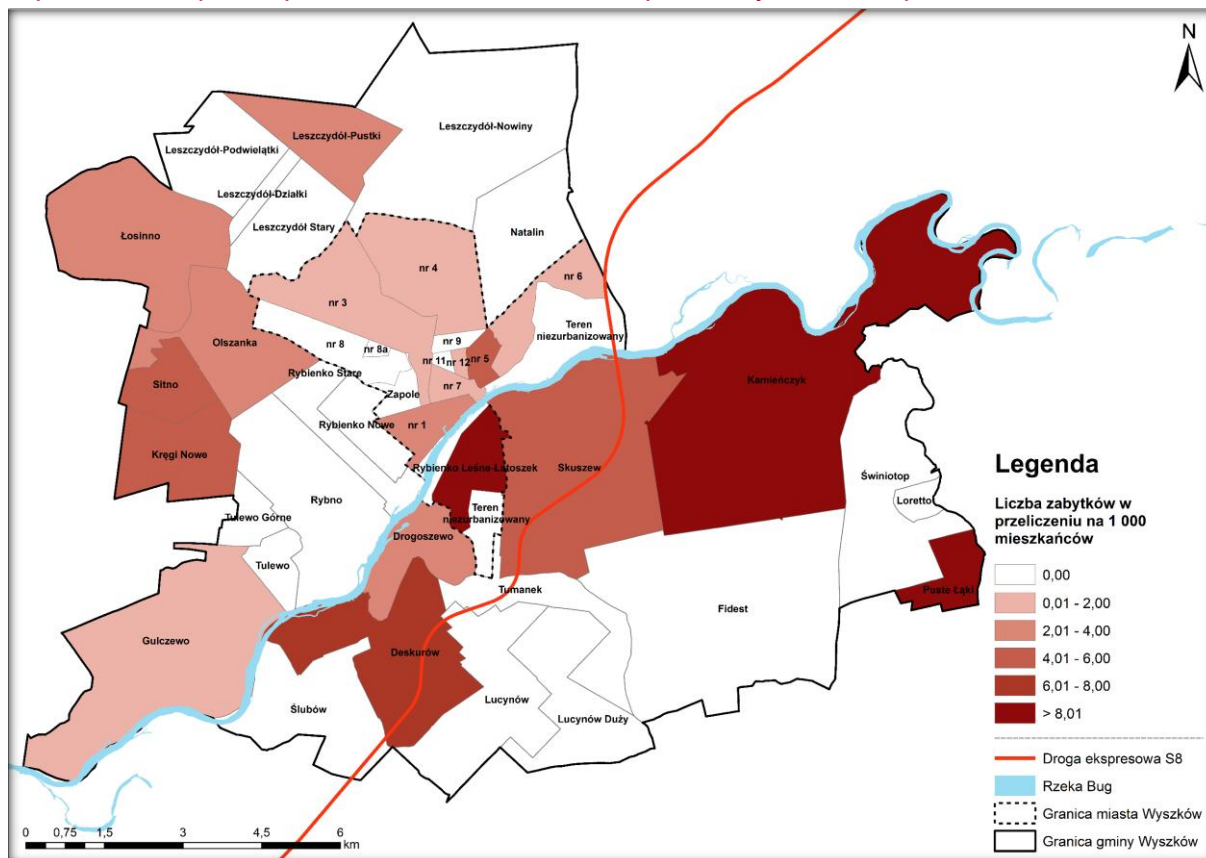 N
Leszczydół-Nowiny
Leszczydół-Pustki
Leszczydół-Podwielątki
Leszczydół-Działki
Leszczydół Stary
Łosinno
Natalin
nr 4
nr 6
nr 3
Teren
niezurbanizowany
nr 9
nr 8
nr 8a
nr 11
nr 12
nr 5
Olszanka
Rybienko Stare
Sitno
nr 7
Zapole
Kamieńczyk
Rybienko Nowe
nr 1
Kręgi Nowe
Rybienko Leśne-Latoszek
Skuszew
Świniotop
Loretto
Rybno
Teren
niezurbanizowany
Tulewo Górne
Drogoszewo
Tulewo
Tumanek
Puste Łąki
Fidest
Gulczewo
Deskurów
Ślubów
Lucynów
Lucynów Duży
Legenda
Liczba zabytków w
przeliczeniu na 1 000
mieszkańców
0,00
0,01 - 2,00
2,01 - 4,00
4,01 - 6,00
6,01 - 8,00
> 8,01
Droga ekspresowa S8
Rzeka Bug
Granica miasta Wyszków
Granica gminy Wyszków
0 0,75 1,5 3 4,5 6
km